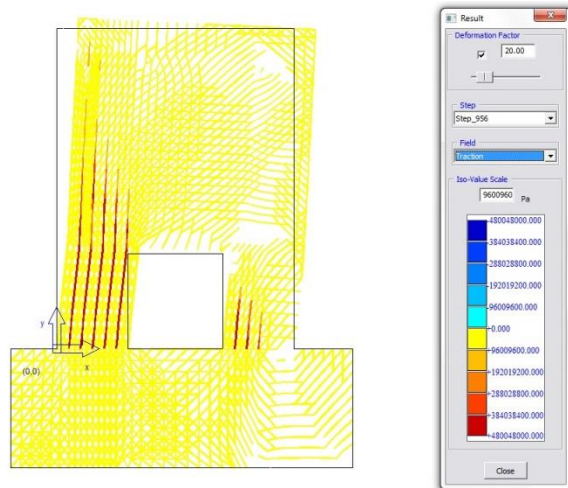 Result
Deformation Factor
20.00
Step
Step_956
Field
Traction
Iso-Value Scale
9600960 Pa
-480048000.000
-384038400.000
-288028800.000
-192019200.000
-96009600.000
0.000
+96009600.000
+192019200.000
+288028800.000
+384038400.000
+480048000.000
Close
y
x
(0,0)